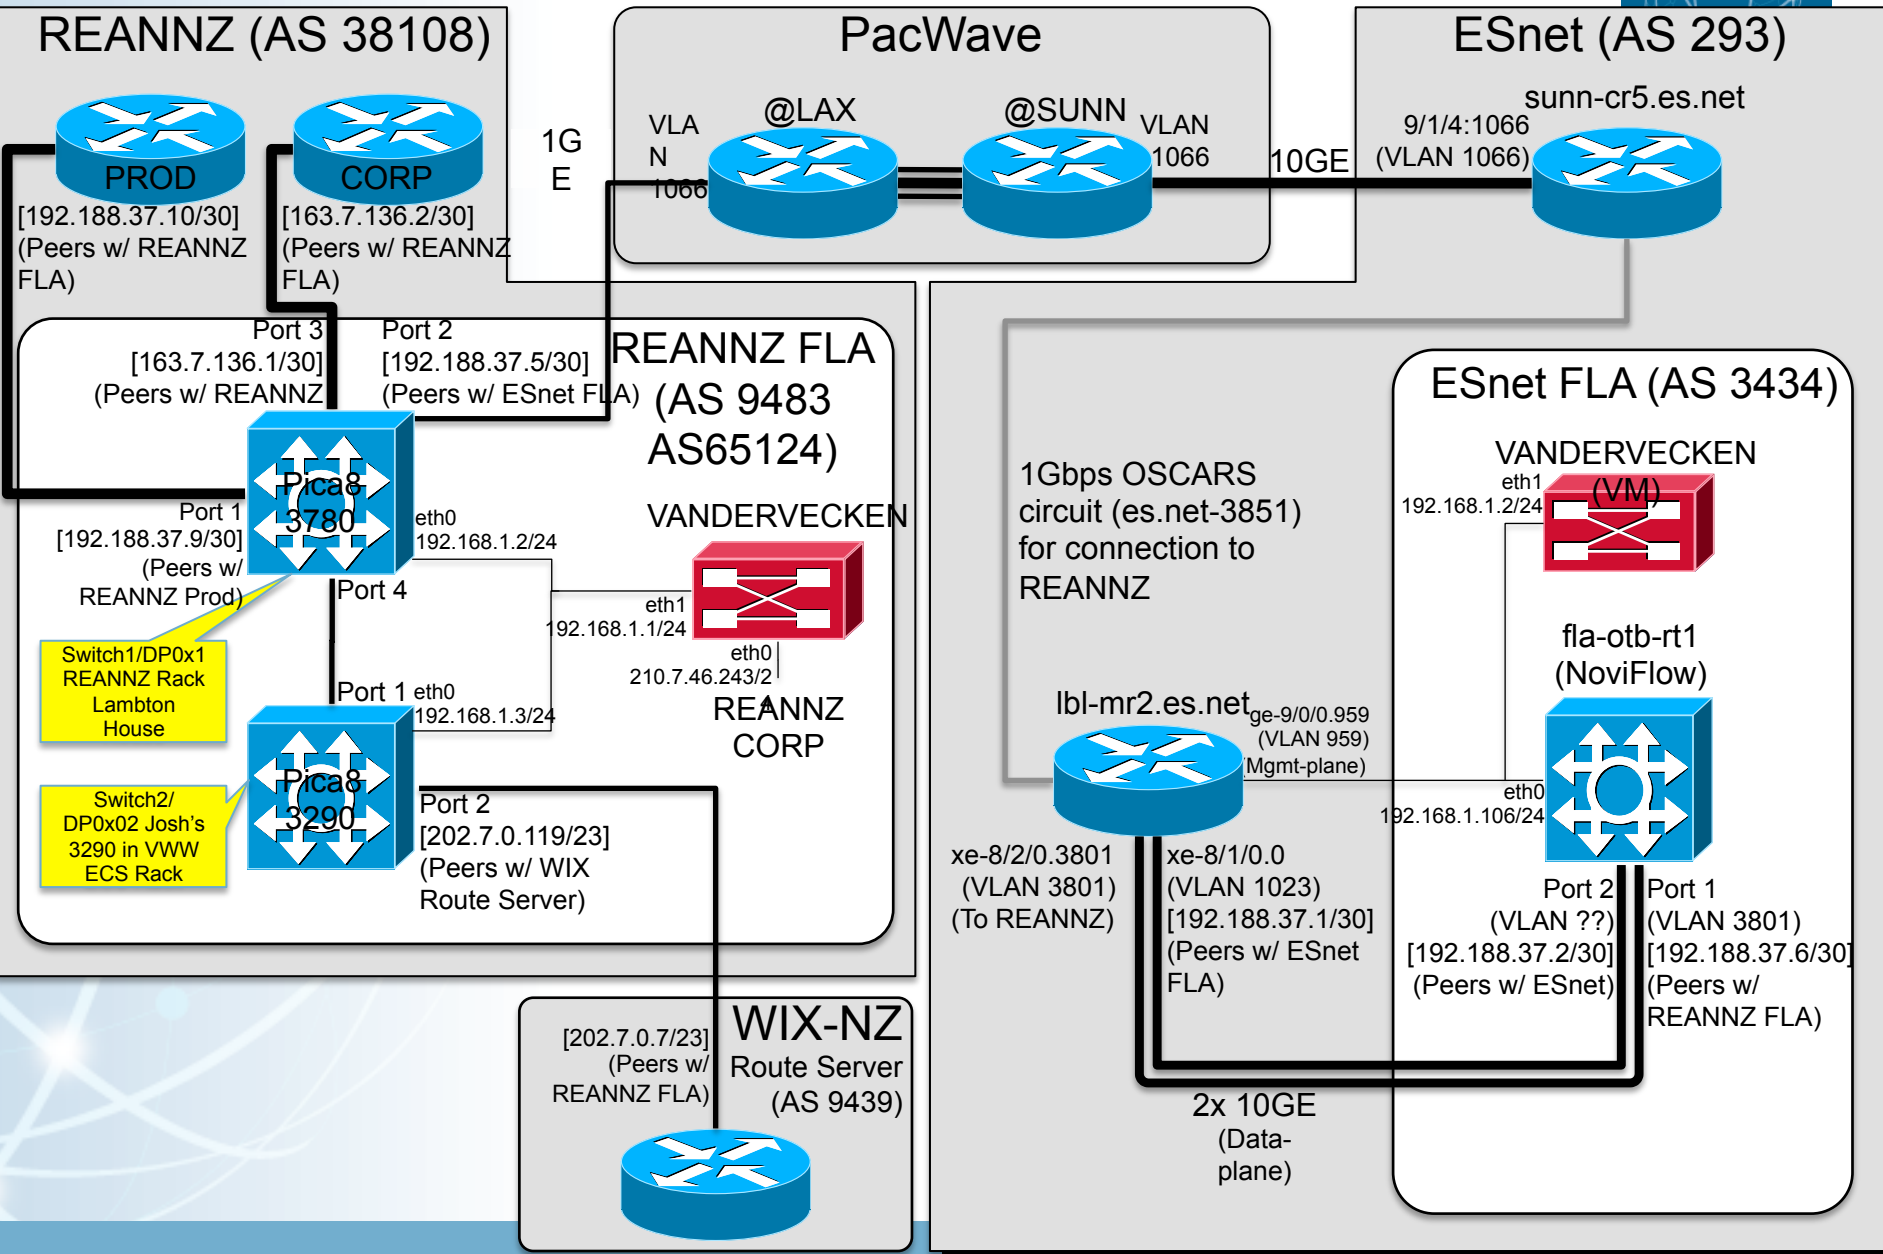 REANNZ (AS 38108)
PROD
[192.188.37.10/30]
(Peers w/ REANNZ
FLA)
CORP
[163.7.136.2/30]
(Peers w/ REANNZ
FLA)
1G
E
PacWave
VLA
N
1066
@LAX
@SUNN
VLAN
1066
10GE
ESnet (AS 293)
sunn-cr5.es.net
9/1/4:1066
(VLAN 1066)
Port 3
[163.7.136.1/30]
(Peers w/ REANNZ
Port 2
[192.188.37.5/30]
(Peers w/ ESnet FLA)
REANNZ FLA
(AS 9483
AS65124)
Pica8
3780
Port 1
[192.188.37.9/30]
(Peers w/
REANNZ Prod)
eth0
192.168.1.2/24
Port 4
VANDERVECKEN
eth1
192.168.1.1/24
eth0
210.7.46.243/2
4
REANNZ
CORP
Switch1/DP0x1
REANNZ Rack
Lambton
House
Port 1
eth0
192.168.1.3/24
Pica8
3290
Switch2/
DP0x02 Josh's
3290 in VWW
ECS Rack
Port 2
[202.7.0.119/23]
(Peers w/ WIX
Route Server)
WIX-NZ
Route Server
(AS 9439)
[202.7.0.7/23]
(Peers w/
REANNZ FLA)
1Gbps OSCARS
circuit (es.net-3851)
for connection to
REANNZ
ESnet FLA (AS 3434)
VANDERVECKEN
(VM)
eth1
192.168.1.2/24
fla-otb-rt1
(NoviFlow)
lbl-mr2.es.net
ge-9/0/0.959
(VLAN 959)
(Mgmt-plane)
eth0
192.168.1.106/24
xe-8/2/0.3801
(VLAN 3801)
(To REANNZ)
xe-8/1/0.0
(VLAN 1023)
[192.188.37.1/30]
(Peers w/ ESnet
FLA)
Port 2
(VLAN ??)
[192.188.37.2/30]
(Peers w/ ESnet)
Port 1
(VLAN 3801)
[192.188.37.6/30]
(Peers w/
REANNZ FLA)
2x 10GE
(Data-
plane)